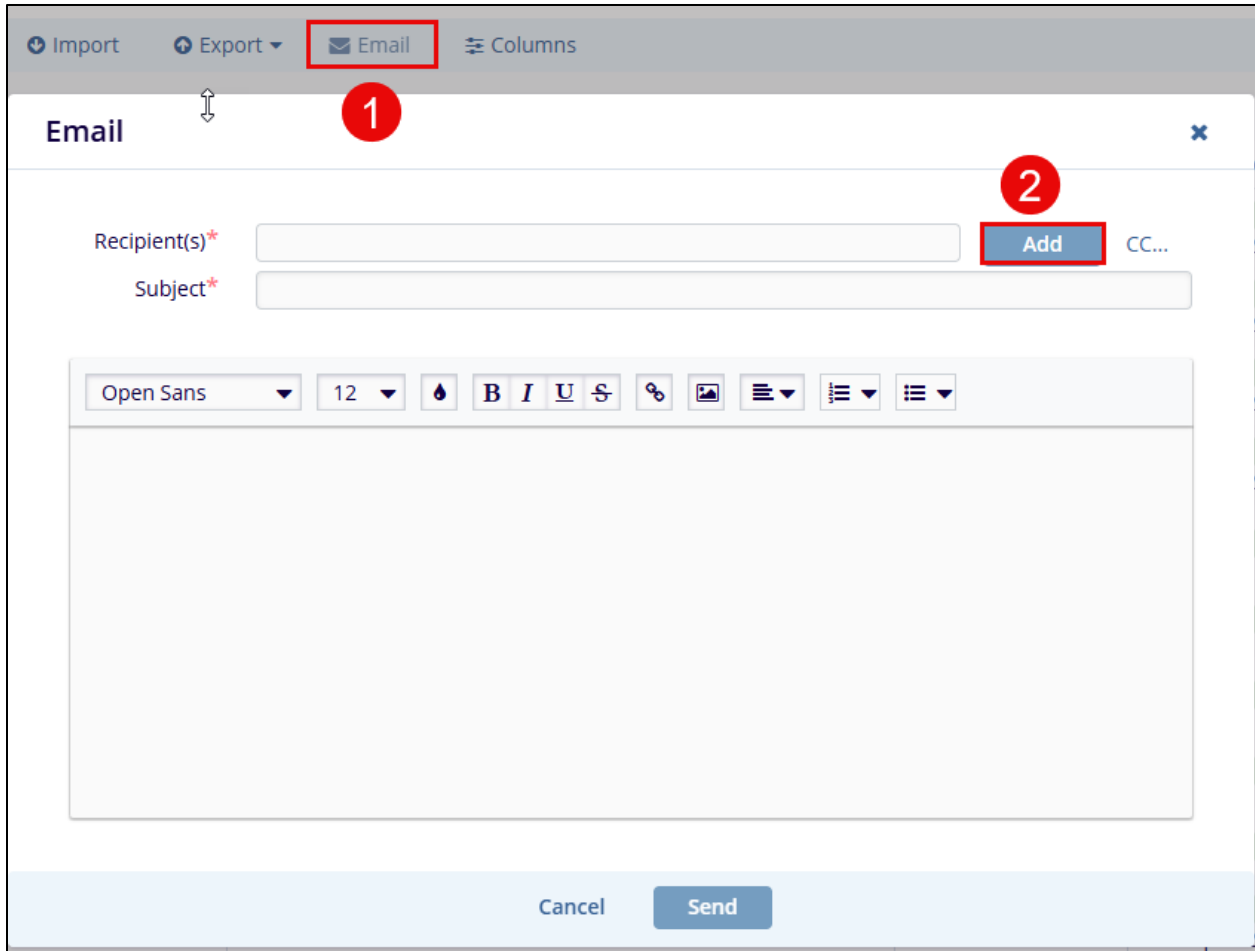 Import Export Email Columns
1
Email
2
Recipient(s)* Add CC...
Subject*
Open Sans 12 B I U S
Cancel Send